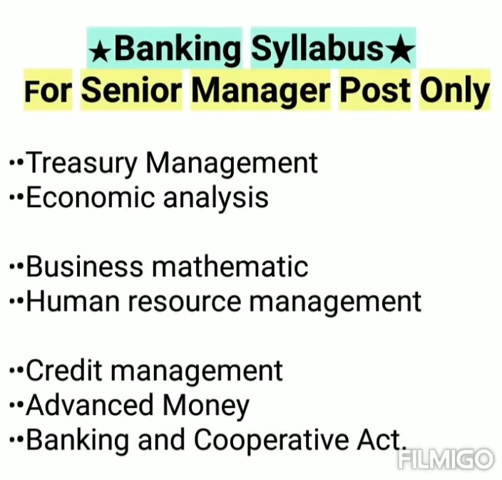 ★Banking Syllabus★
For Senior Manager Post Only
••Treasury Management
••Economic analysis
••Business mathematic
••Human resource management
••Credit management
••Advanced Money
••Banking and Cooperative Act.
FILMIGO